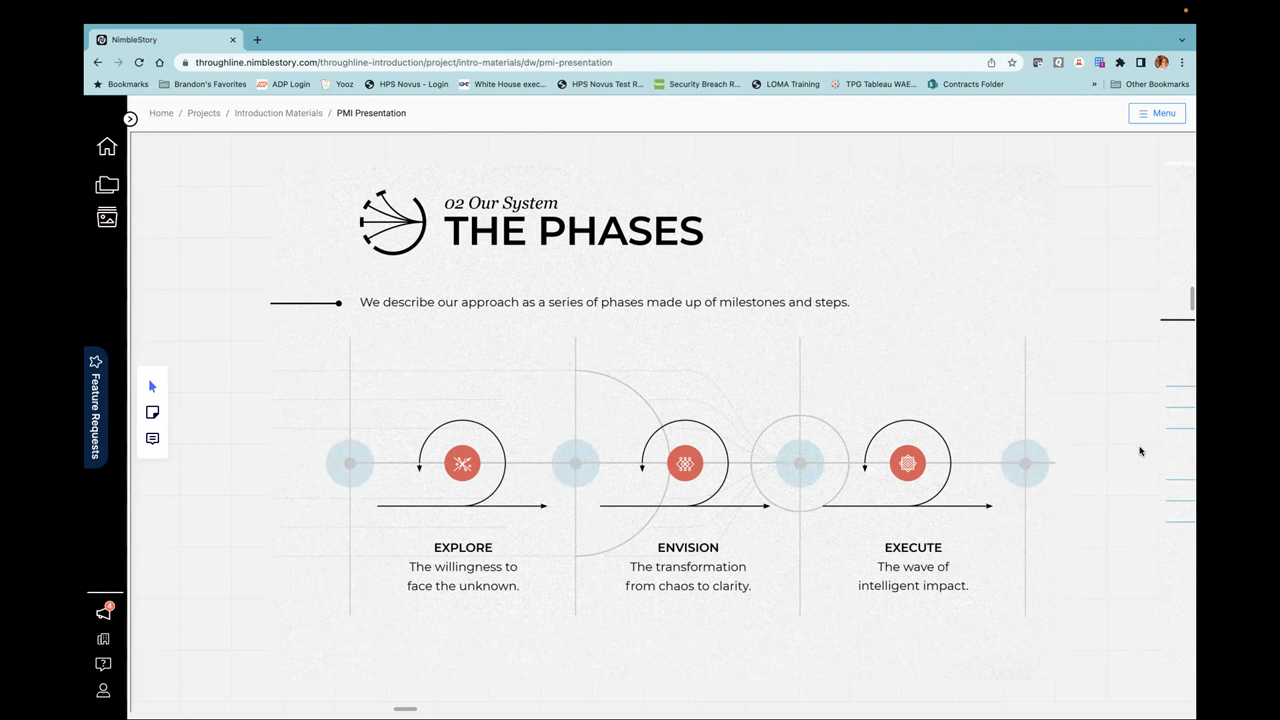 NimbleStory
throughline.nimblestory.com/throughline-introduction/project/intro-materials/dw/pmi-presentation
Bookmarks Brandon's Favorites ADP Login Yooz HPS Novus - Login White House exec... HPS Novus Test R... Security Breach R... LOMA Training TPG Tableau WAE... Contracts Folder » Other Bookmarks
Home / Projects / Introduction Materials / PMI Presentation
Menu
02 Our System
THE PHASES
We describe our approach as a series of phases made up of milestones and steps.
Feature Requests
EXPLORE
The willingness to
face the unknown.
ENVISION
The transformation
from chaos to clarity.
EXECUTE
The wave of
intelligent impact.
4